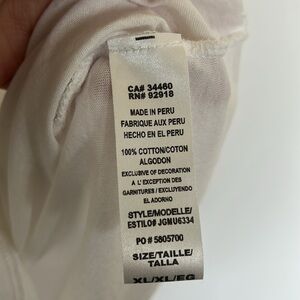 CA# 34460
RN# 92918
MADE IN PERU
FABRIQUE AUX PERU
HECHO EN EL PERU
100% COTTON/COTON
ALGODON
EXCLUSIVE OF DECORATION
A L' EXCEPTION DES
GARNITURES / EXCLUYENDO
EL ADORNO
STYLE/MODELLE/
ESTILO# JGMU6334
PO # 5805700
SIZE/TAILLE/
TALLA
XL/XL/EG